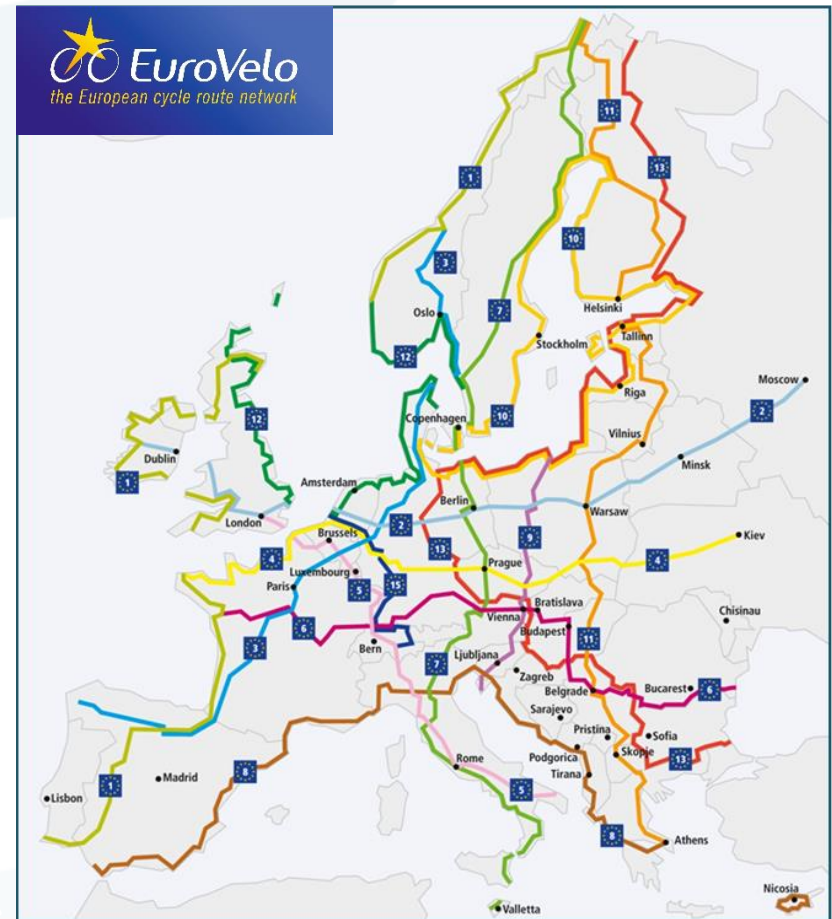 EuroVelo
the European cycle route network
11
1
13
3
10
Oslo
7
Helsinki
Tallinn
Stockholm
12
Riga
Moscow
12
Copenhagen
10
2
Vilnius
Dublin
Minsk
1
Amsterdam
Berlin
London
2
Warsaw
Brussels
9
Kiev
4
13
4
Luxembourg
Prague
Paris
5
15
Bratislava
Chisinau
6
Vienna
Budapest
3
Bern
11
7
Ljubljana
Zagreb
Belgrade
Bucarest
6
Sarajevo
Pristina
Sofia
Podgorica
Skopje
13
Rome
Tirana
8
1
Madrid
5
Lisbon
8
Athens
Nicosia
Valletta